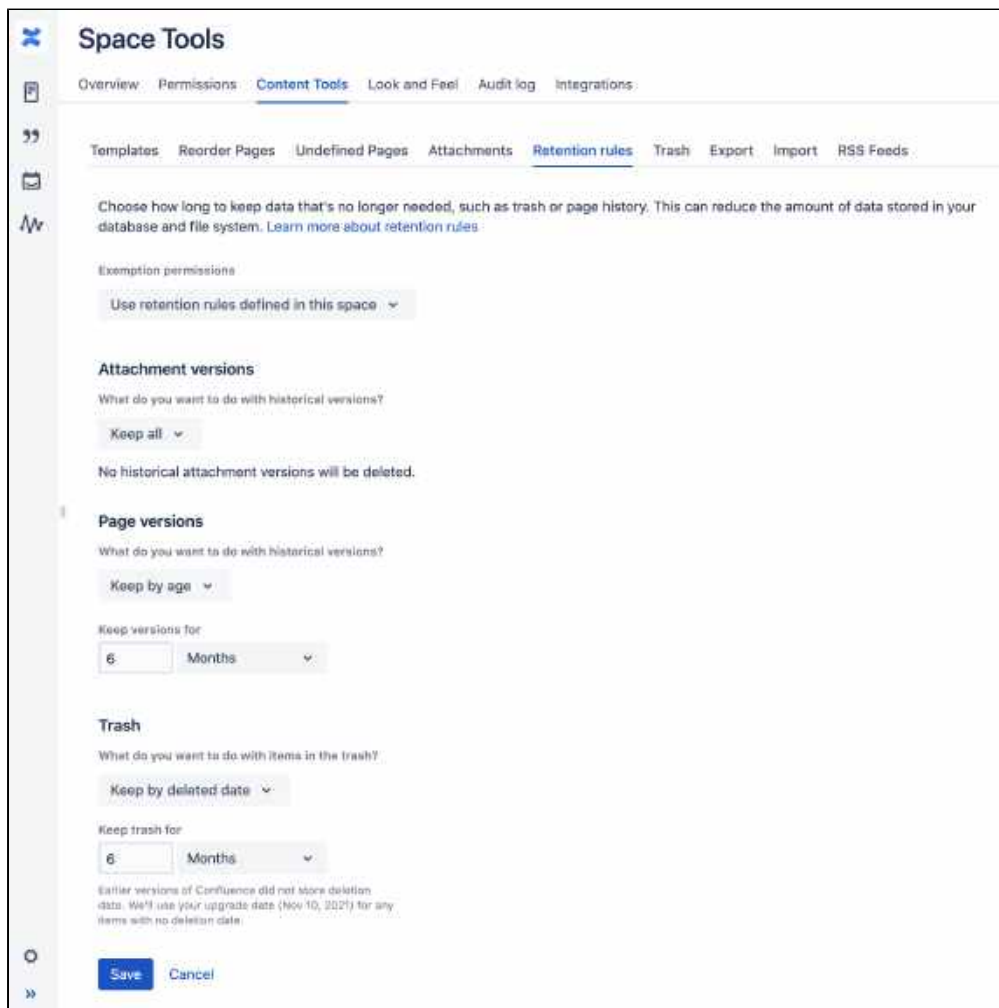 Space Tools
Overview Permissions Content Tools Look and Feel Audit log Integrations
Templates Reorder Pages Undefined Pages Attachments Retention rules Trash Export Import RSS Feeds
Choose how long to keep data that's no longer needed, such as trash or page history. This can reduce the amount of data stored in your
database and file system. Learn more about retention rules
Exemption permissions
Use retention rules defined in this space
Attachment versions
What do you want to do with historical versions?
Keep all
No historical attachment versions will be deleted.
Page versions
What do you want to do with historical versions?
Keep by age
Keep versions for
6 Months
Trash
What do you want to do with items in the trash?
Keep by deleted date
Keep trash for
6 Months
Earlier versions of Confluence did not store deletion
date. We'll use your upgrade date (Nov 10, 2021) for any
items with no deletion date.
Save Cancel